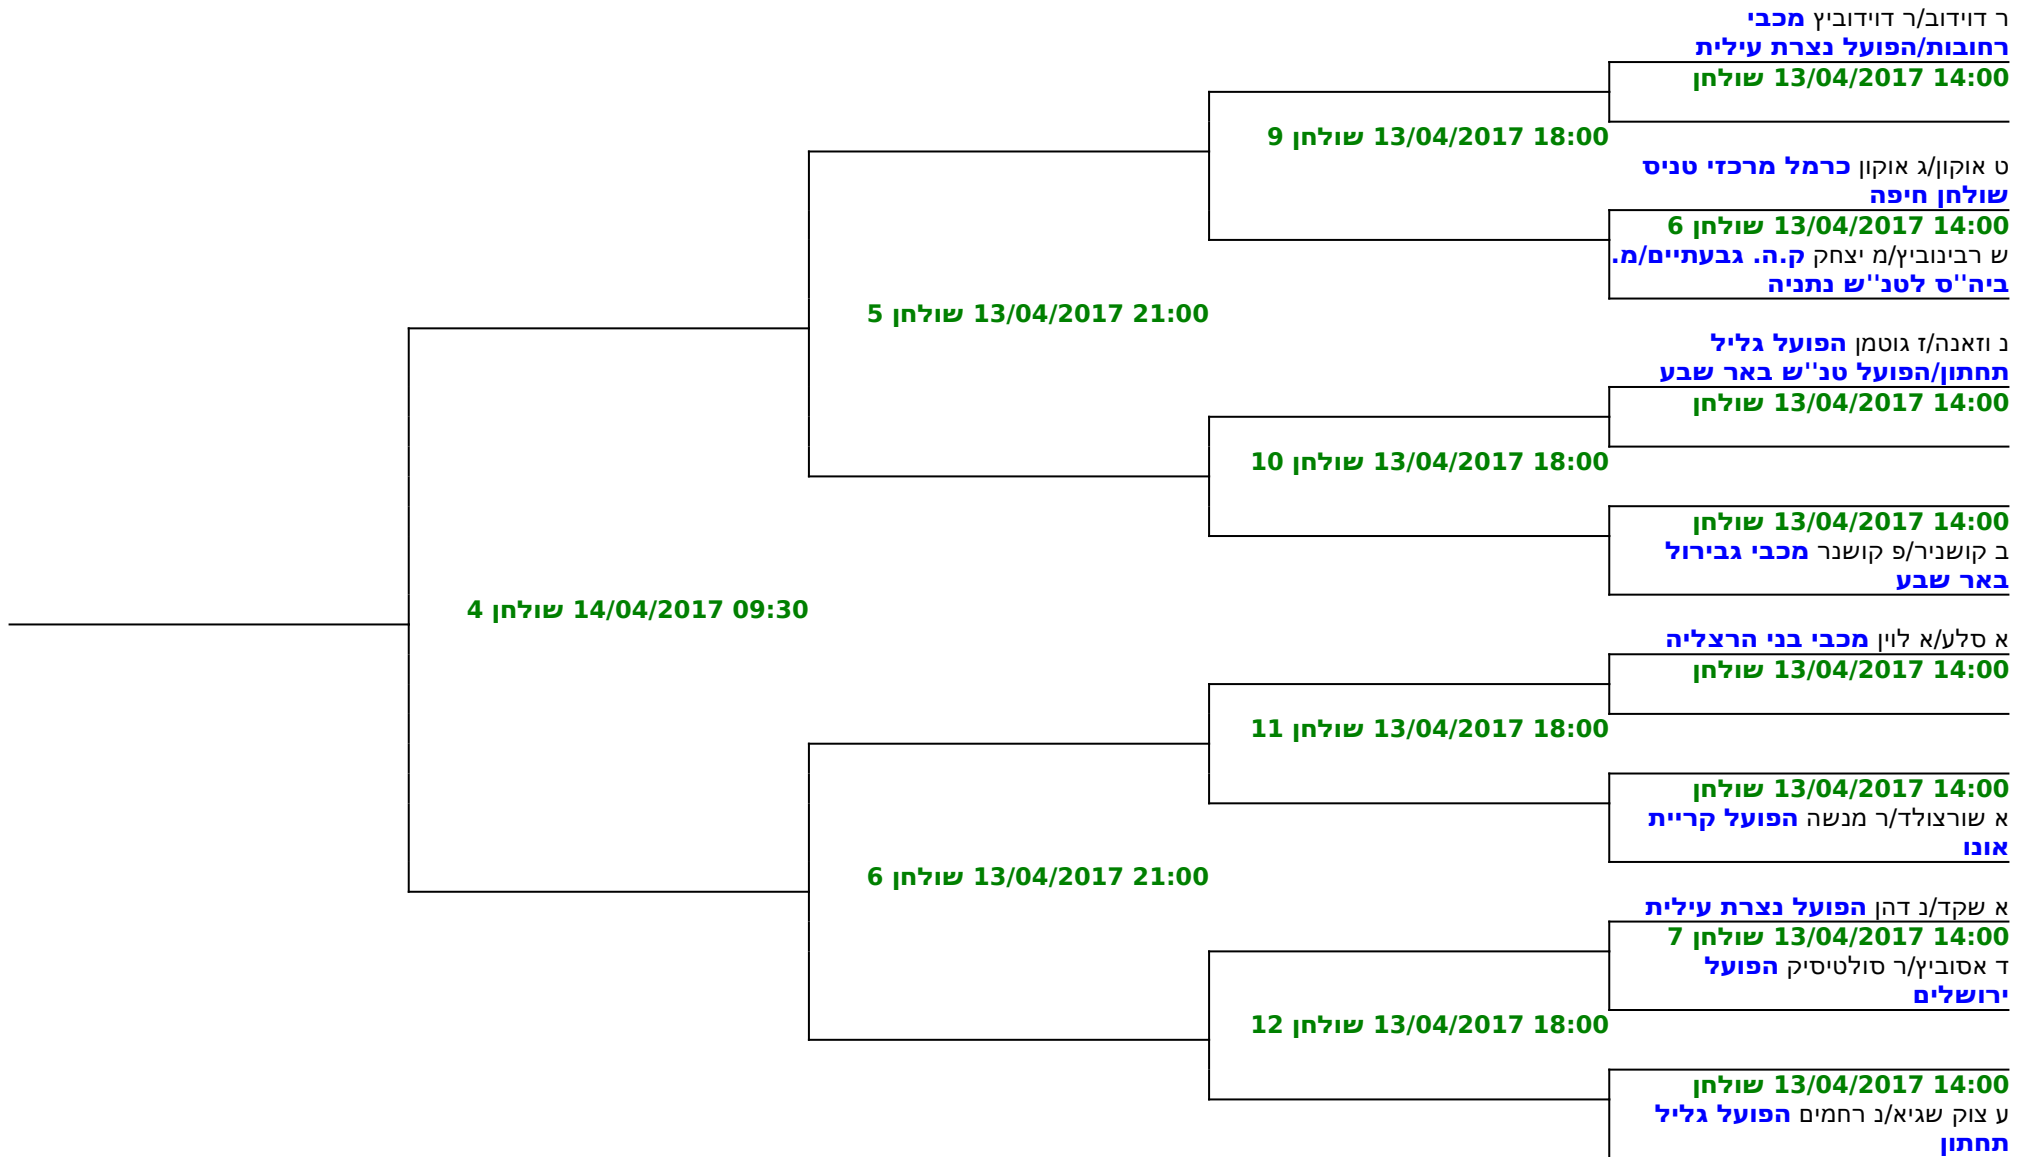 ר דוידוב/ר דוידוביץ מכבי
רחובות/הפועל נצרת עילית
13/04/2017 14:00 שולחן
13/04/2017 18:00 שולחן 9
ט אוקון/ג אוקון כרמל מרכזי טניס
שולחן חיפה
13/04/2017 14:00 שולחן 6
ש רבינוביץ/מ יצחק ק.ה. גבעתיים/מ.
ביה''ס לטנ''ש נתניה
13/04/2017 21:00 שולחן 5
נ וזאנה/ז גוטמן הפועל גליל
תחתון/הפועל טנ''ש באר שבע
13/04/2017 14:00 שולחן
13/04/2017 18:00 שולחן 10
13/04/2017 14:00 שולחן
ב קושניר/פ קושנר מכבי גבירול
באר שבע
14/04/2017 09:30 שולחן 4
א סלע/א לוין מכבי בני הרצליה
13/04/2017 14:00 שולחן
13/04/2017 18:00 שולחן 11
13/04/2017 14:00 שולחן
א שורצולד/ר מנשה הפועל קריית
אונו
13/04/2017 21:00 שולחן 6
א שקד/נ דהן הפועל נצרת עילית
13/04/2017 14:00 שולחן 7
ד אסוביץ/ר סולטיסיק הפועל
ירושלים
13/04/2017 18:00 שולחן 12
13/04/2017 14:00 שולחן
ע צוק שגיא/נ רחמים הפועל גליל
תחתון